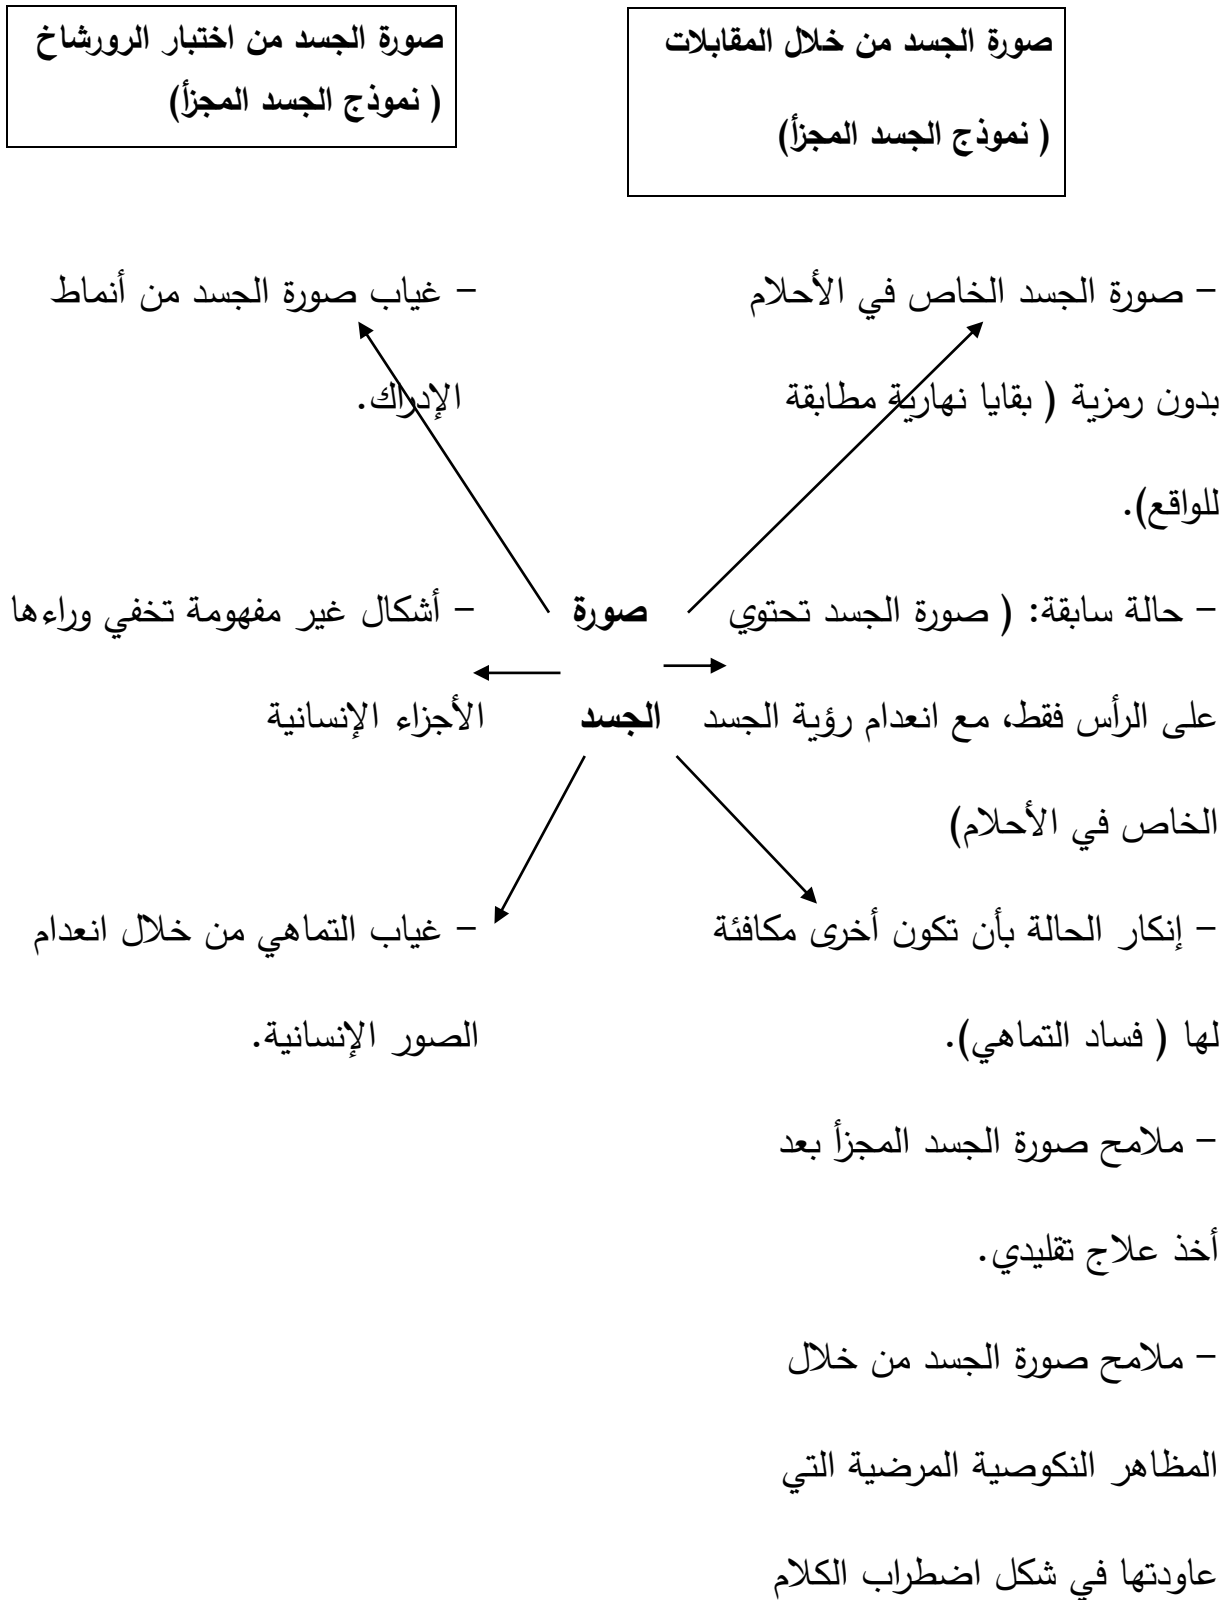 صورة الجسد من خلال المقابلات
( نموذج الجسد المجزأ)
صورة الجسد من اختبار الرورشاخ
( نموذج الجسد المجزأ)
– صورة الجسد الخاص في الأحلام
بدون رمزية ( بقايا نهارية مطابقة
للواقع).
– حالة سابقة: ( صورة الجسد تحتوي
على الرأس فقط، مع انعدام رؤية الجسد
الخاص في الأحلام)
– إنكار الحالة بأن تكون أخرى مكافئة
لها ( فساد التماهي).
– ملامح صورة الجسد المجزأ بعد
أخذ علاج تقليدي.
– ملامح صورة الجسد من خلال
المظاهر النكوصية المرضية التي
عاودتها في شكل اضطراب الكلام
صورة
الجسد
– غياب صورة الجسد من أنماط
الإدراك.
– أشكال غير مفهومة تخفي وراءها
الأجزاء الإنسانية
– غياب التماهي من خلال انعدام
الصور الإنسانية.